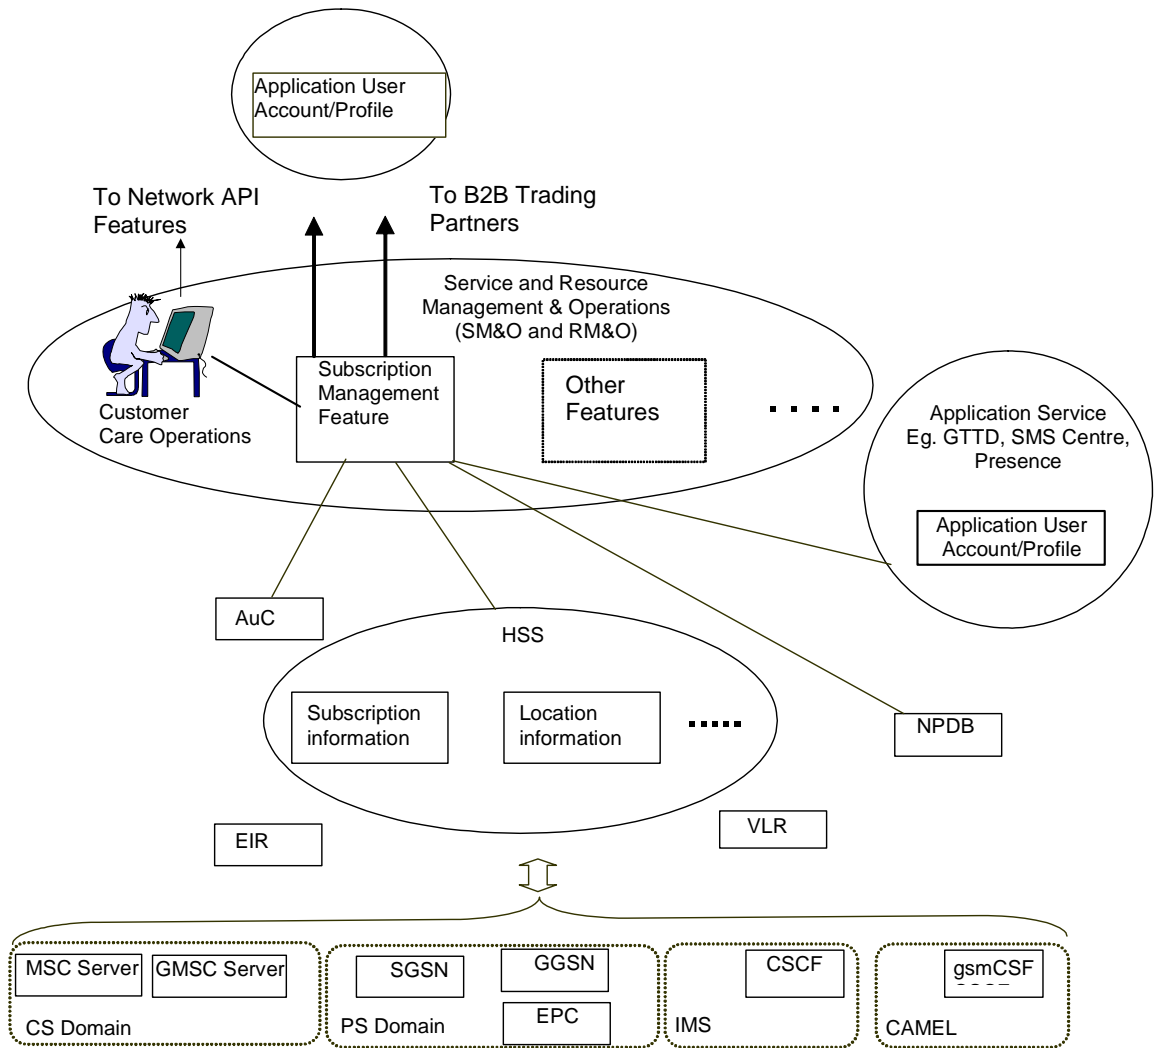 Application User
Account/Profile
To Network API
Features
To B2B Trading
Partners
Service and Resource
Management & Operations
(SM&O and RM&O)
Subscription
Management
Feature
Other
Features
Customer
Care Operations
Application Service
Eg. GTTD, SMS Centre,
Presence
Application User
Account/Profile
AuC
HSS
Subscription
information
Location
information
NPDB
EIR
VLR
MSC Server
GMSC Server
CS Domain
SGSN
GGSN
EPC
PS Domain
CSCF
IMS
gsmCSF
CAMEL